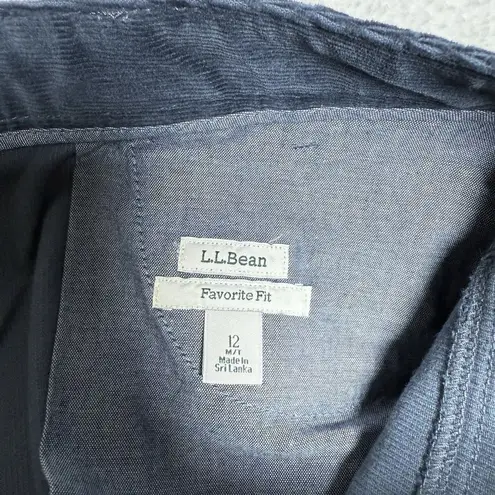 L.L.Bean
Favorite Fit
12
M/T
Made in
Sri Lanka